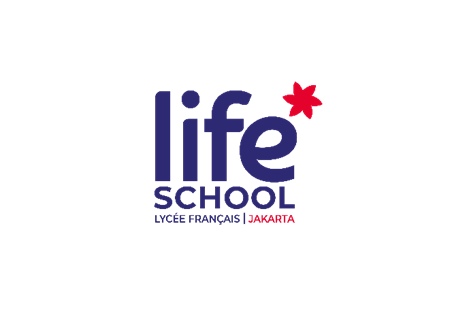 life
SCHOOL
LYCÉE FRANÇAIS | JAKARTA